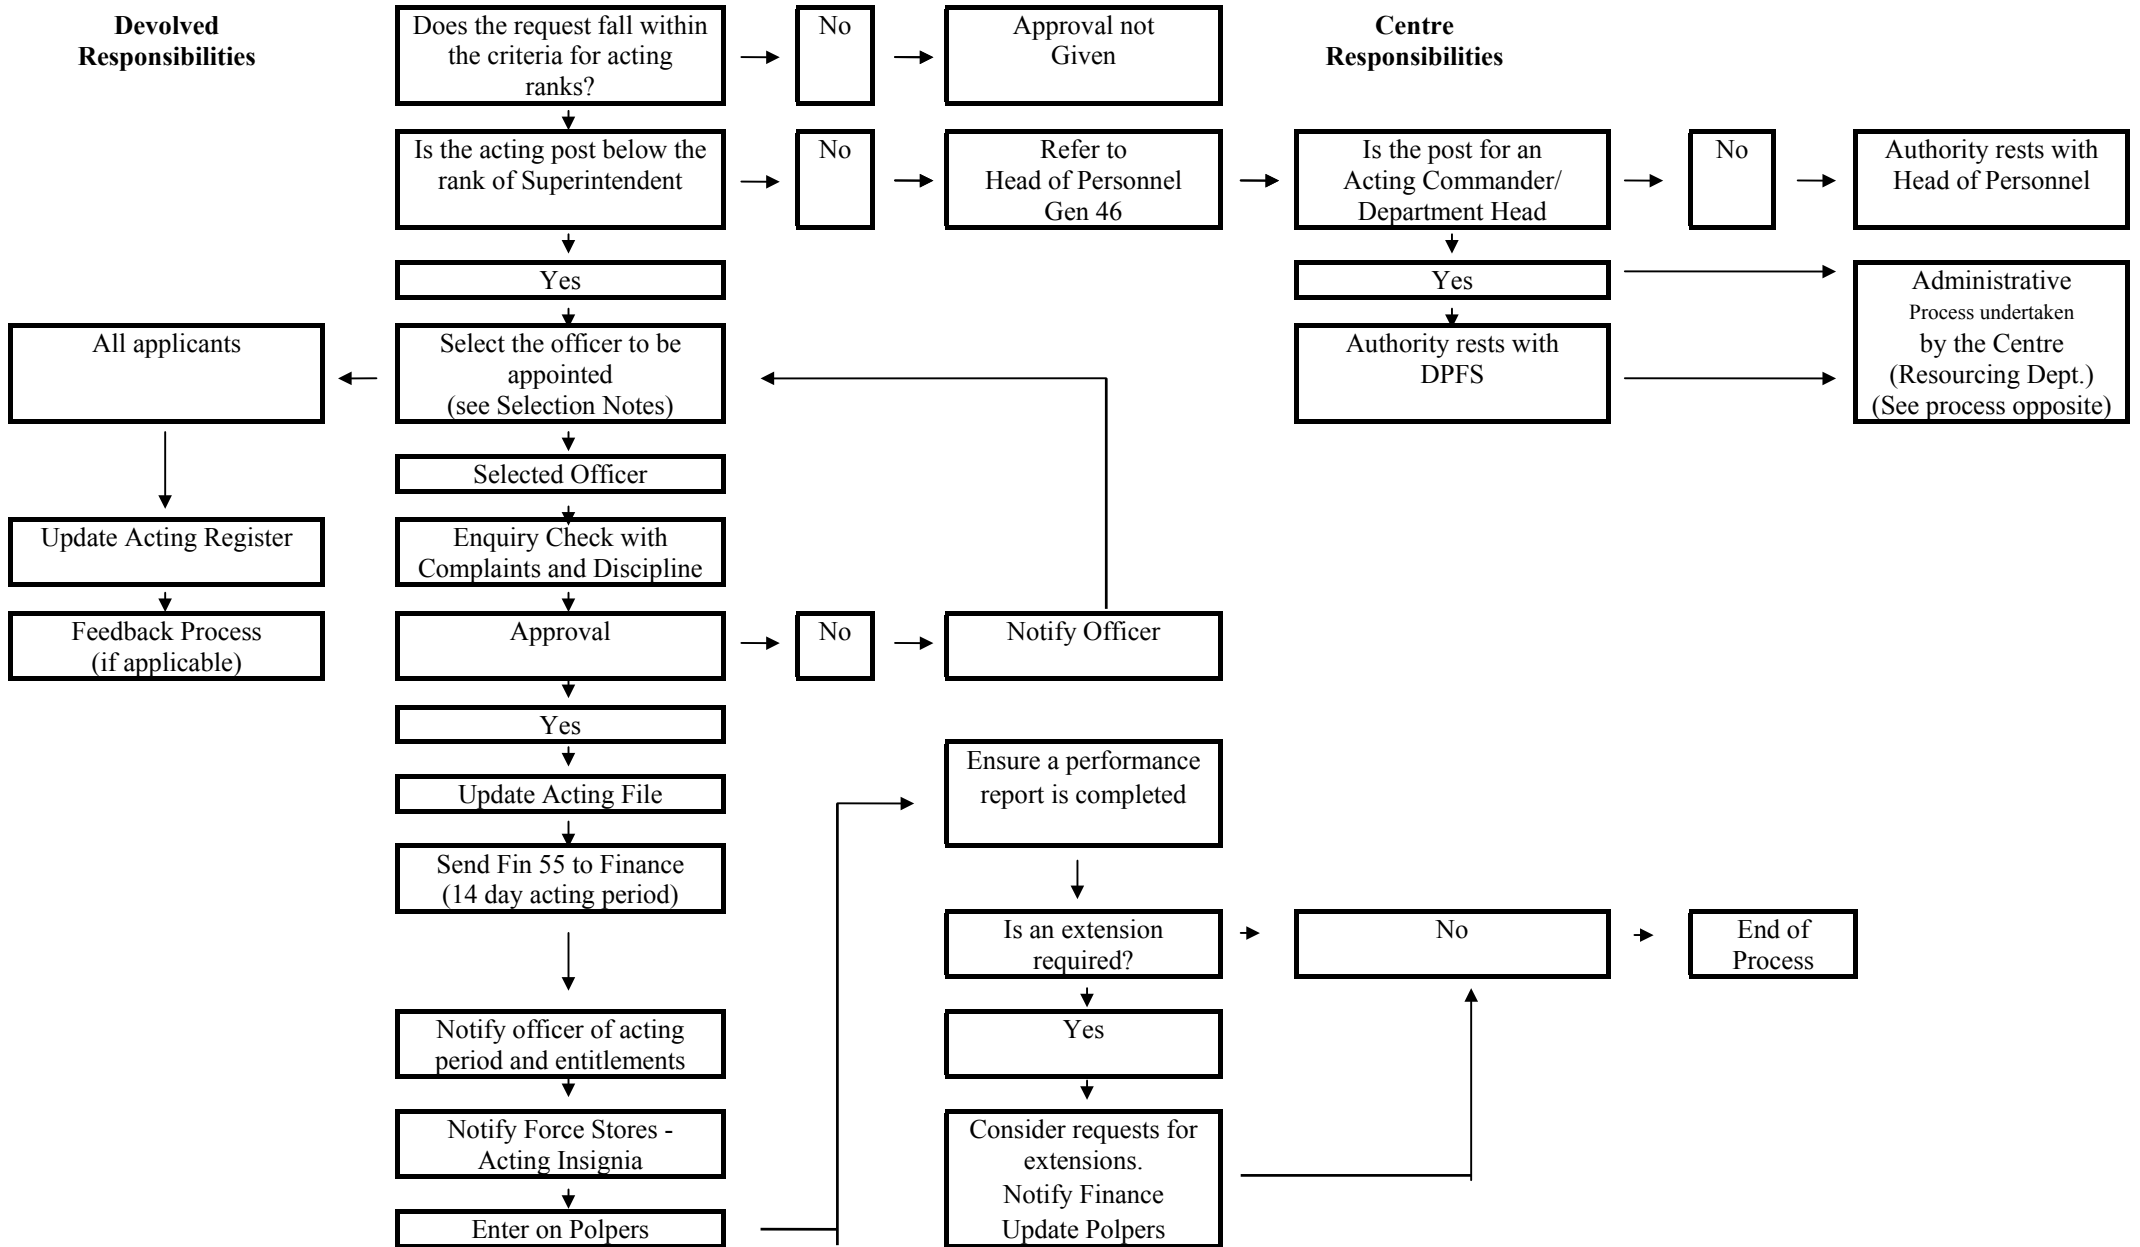 Devolved
Responsibilities
Does the request fall within
the criteria for acting
ranks?
No
Approval not
Given
Centre
Responsibilities
Is the acting post below the
rank of Superintendent
No
Refer to
Head of Personnel
Gen 46
Is the post for an
Acting Commander/
Department Head
No
Authority rests with
Head of Personnel
Yes
Yes
Administrative
Process undertaken
by the Centre
(Resourcing Dept.)
(See process opposite)
All applicants
Select the officer to be
appointed
(see Selection Notes)
Authority rests with
DPFS
Selected Officer
Update Acting Register
Enquiry Check with
Complaints and Discipline
Feedback Process
(if applicable)
Approval
No
Notify Officer
Yes
Update Acting File
Ensure a performance
report is completed
Send Fin 55 to Finance
(14 day acting period)
Is an extension
required?
No
End of
Process
Notify officer of acting
period and entitlements
Yes
Notify Force Stores -
Acting Insignia
Consider requests for
extensions.
Notify Finance
Update Polpers
Enter on Polpers